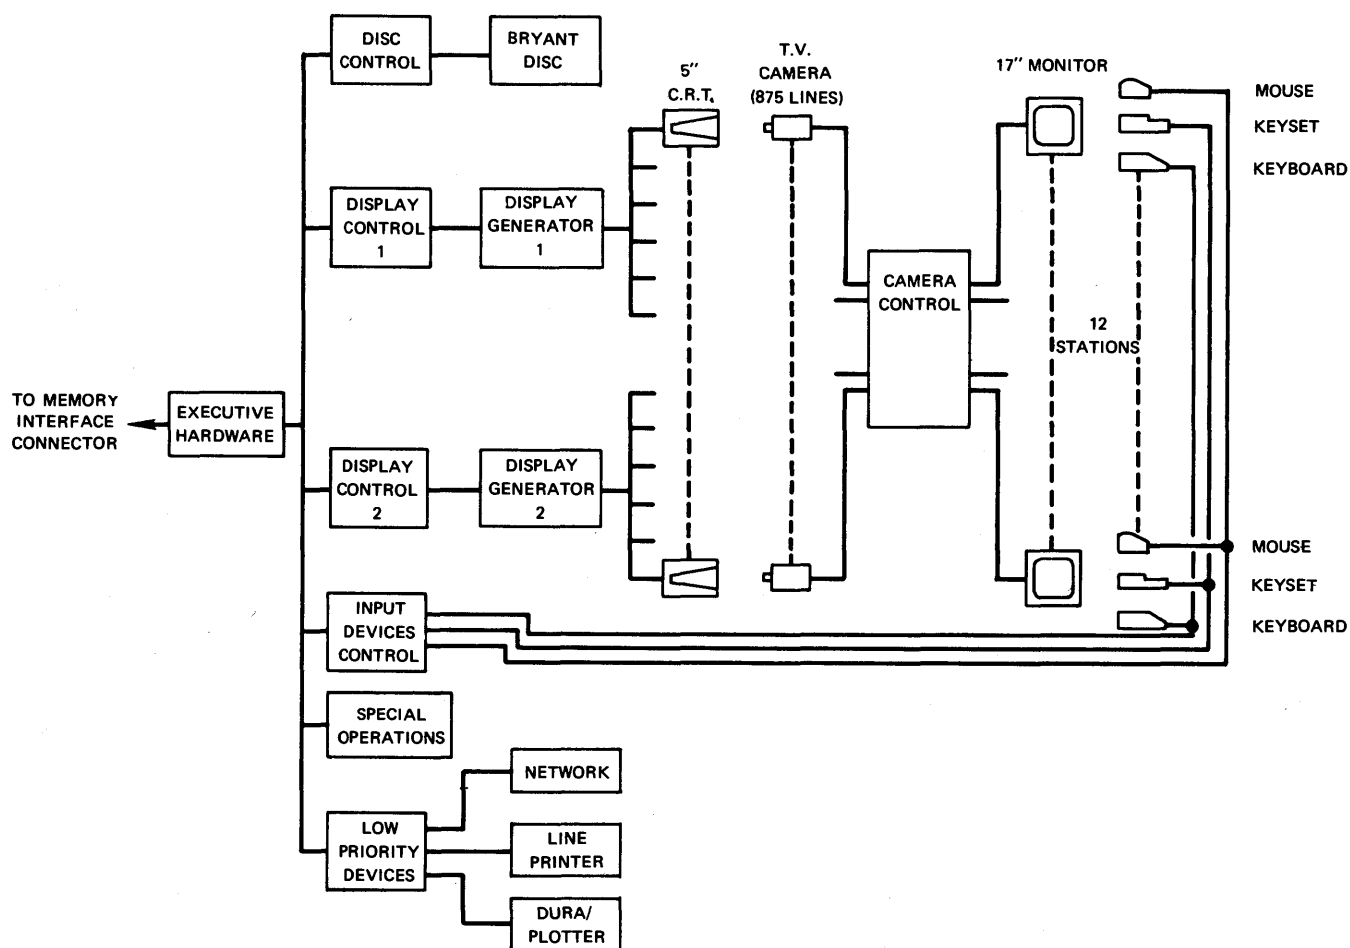 DISC
CONTROL
BRYANT
DISC
5"
C.R.T.
T.V.
CAMERA
(875 LINES)
17" MONITOR
MOUSE
KEYSET
KEYBOARD
DISPLAY
CONTROL
1
DISPLAY
GENERATOR
1
CAMERA
CONTROL
12
STATIONS
TO MEMORY
INTERFACE
CONNECTOR
EXECUTIVE
HARDWARE
DISPLAY
CONTROL
2
DISPLAY
GENERATOR
2
MOUSE
KEYSET
KEYBOARD
INPUT
DEVICES
CONTROL
SPECIAL
OPERATIONS
NETWORK
LOW
PRIORITY
DEVICES
LINE
PRINTER
DURA/
PLOTTER